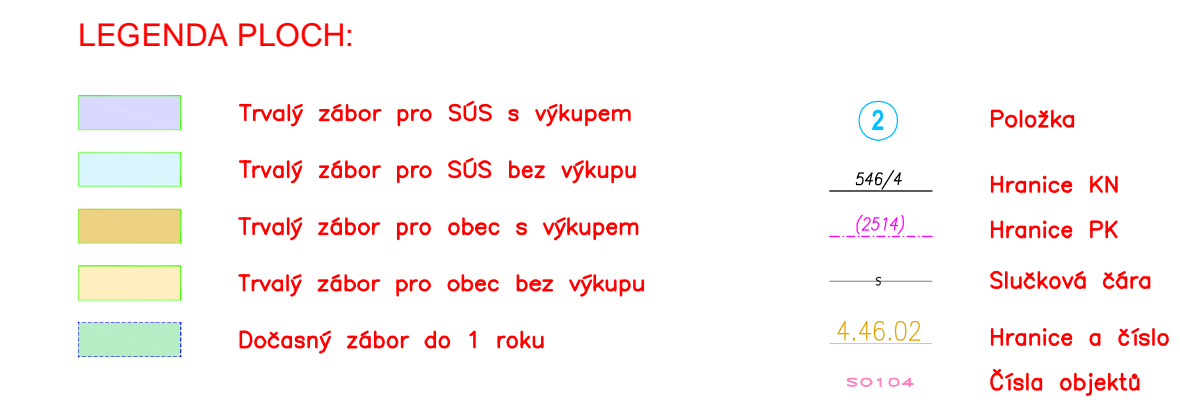 LEGENDA PLOCH:
Trvalý zábor pro SÚS s výkupem
Trvalý zábor pro SÚS bez výkupu
Trvalý zábor pro obec s výkupem
Trvalý zábor pro obec bez výkupu
Dočasný zábor do 1 roku
2 Položka
546/4 Hranice KN
(2514) Hranice PK
s Slučková čára
4.46.02 Hranice a číslo
SO104 Čísla objektů